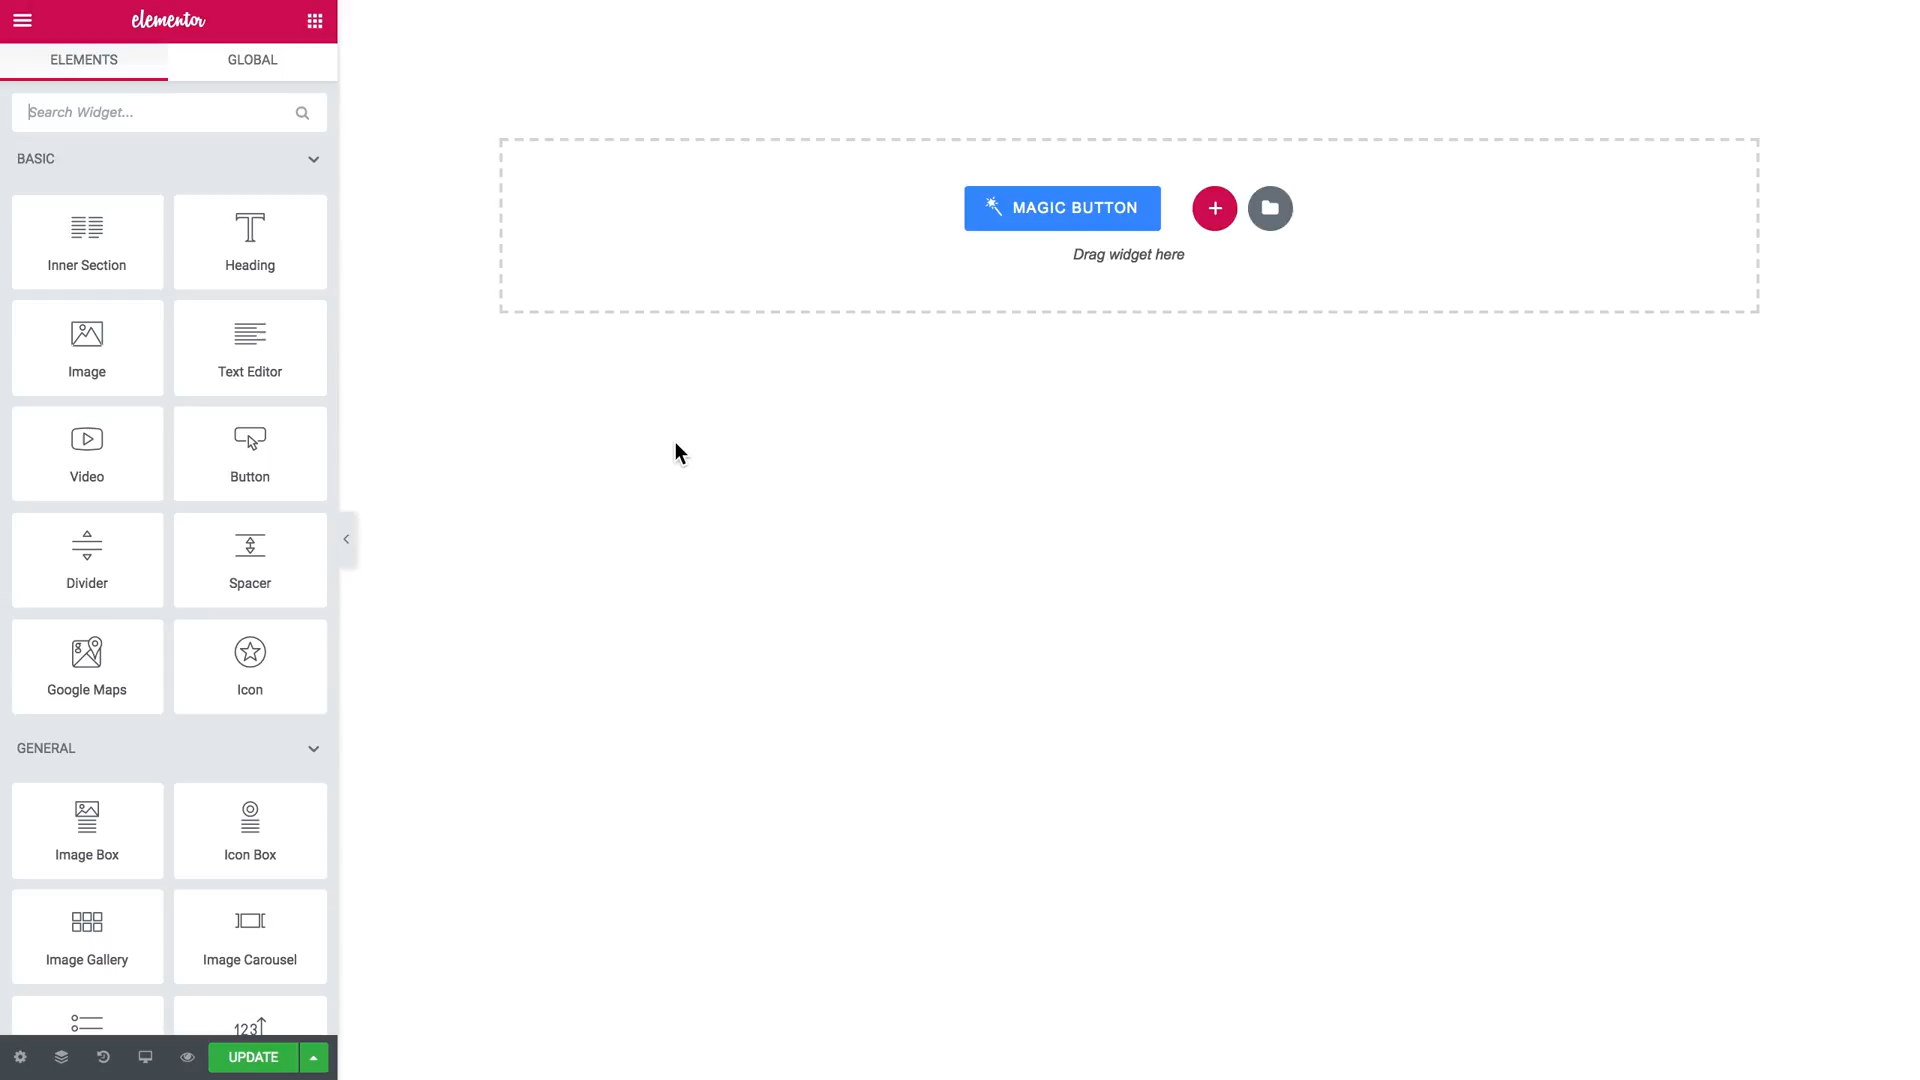 elementor
ELEMENTS GLOBAL
Search Widget...
BASIC
Inner Section Heading
Image Text Editor
Video Button
Divider Spacer
Google Maps Icon
GENERAL
Image Box Icon Box
Image Gallery Image Carousel
123
UPDATE
MAGIC BUTTON
Drag widget here